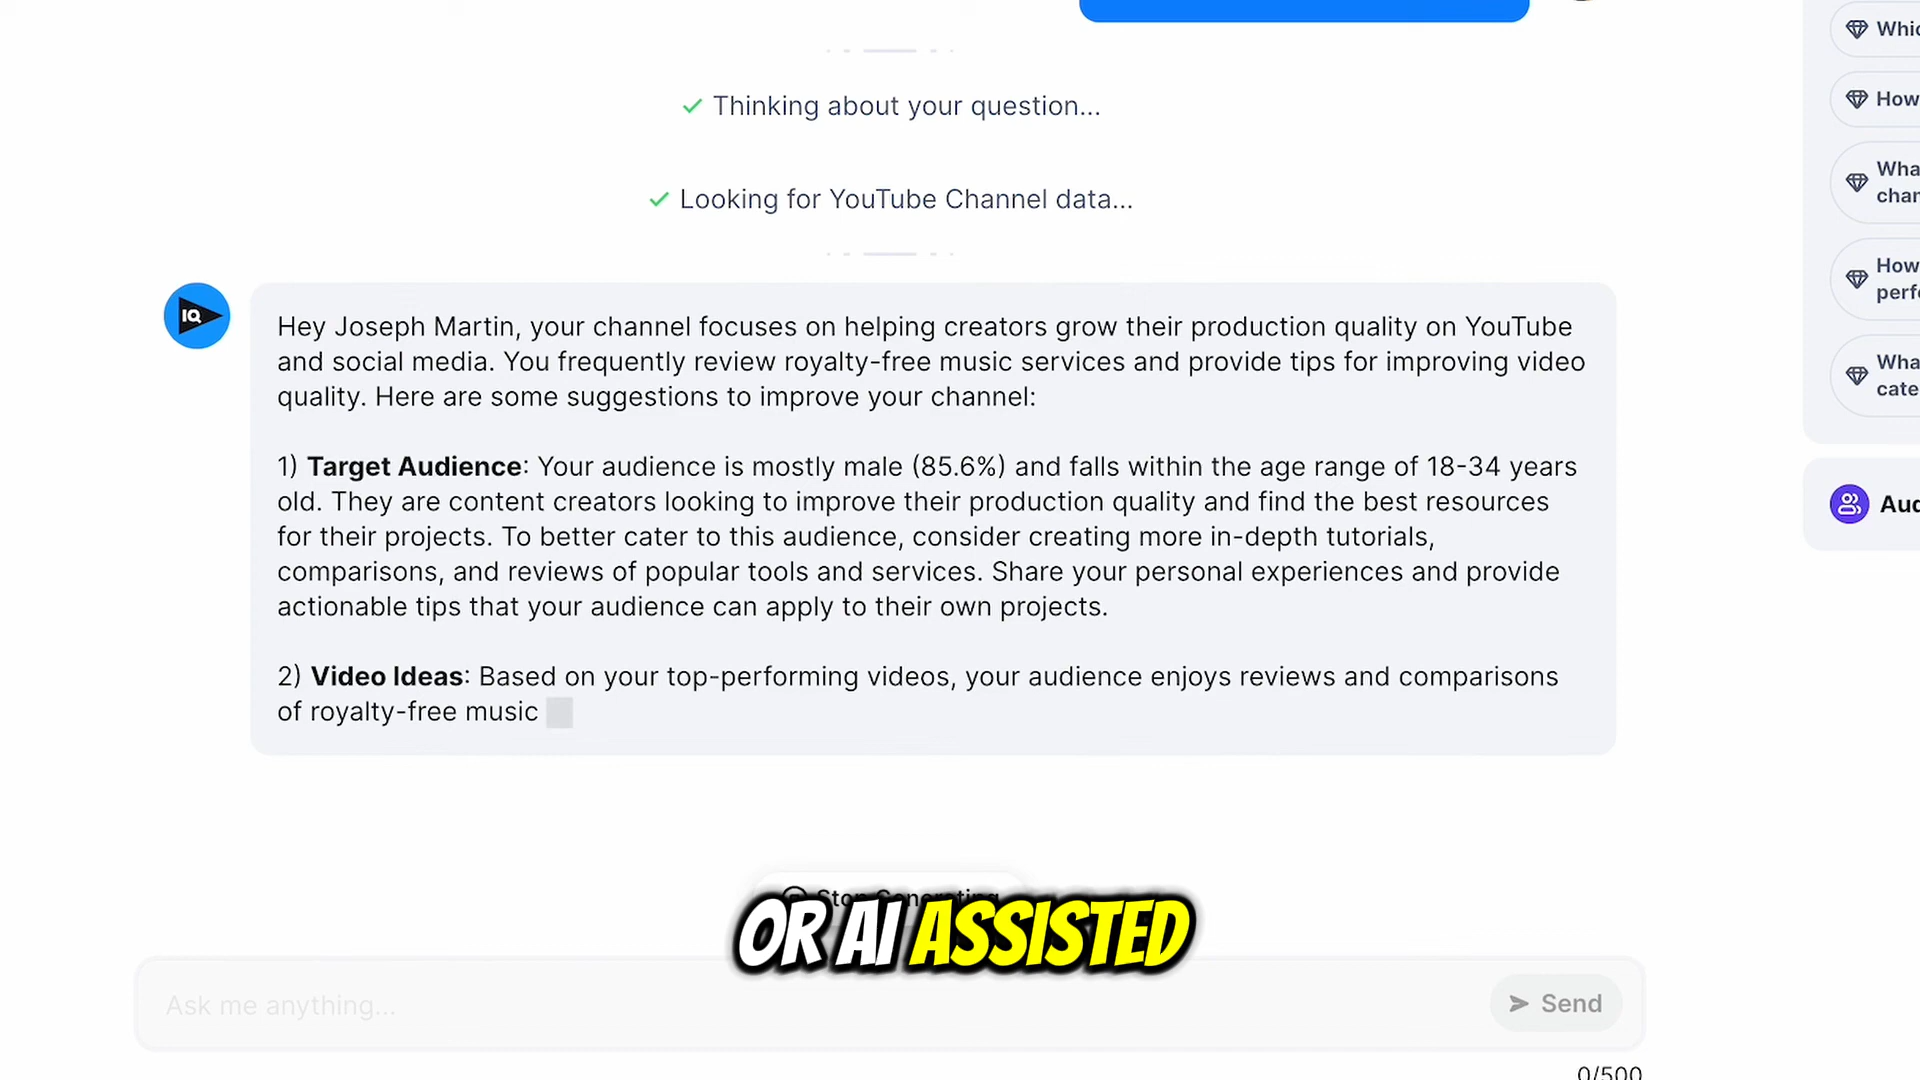 Thinking about your question...
Looking for YouTube Channel data...
IQ
Hey Joseph Martin, your channel focuses on helping creators grow their production quality on YouTube
and social media. You frequently review royalty-free music services and provide tips for improving video
quality. Here are some suggestions to improve your channel:
1) Target Audience: Your audience is mostly male (85.6%) and falls within the age range of 18-34 years
old. They are content creators looking to improve their production quality and find the best resources
for their projects. To better cater to this audience, consider creating more in-depth tutorials,
comparisons, and reviews of popular tools and services. Share your personal experiences and provide
actionable tips that your audience can apply to their own projects.
2) Video Ideas: Based on your top-performing videos, your audience enjoys reviews and comparisons
of royalty-free music
Stop Generating
OR AI ASSISTED
Ask me anything...
Send
0/500
How
How